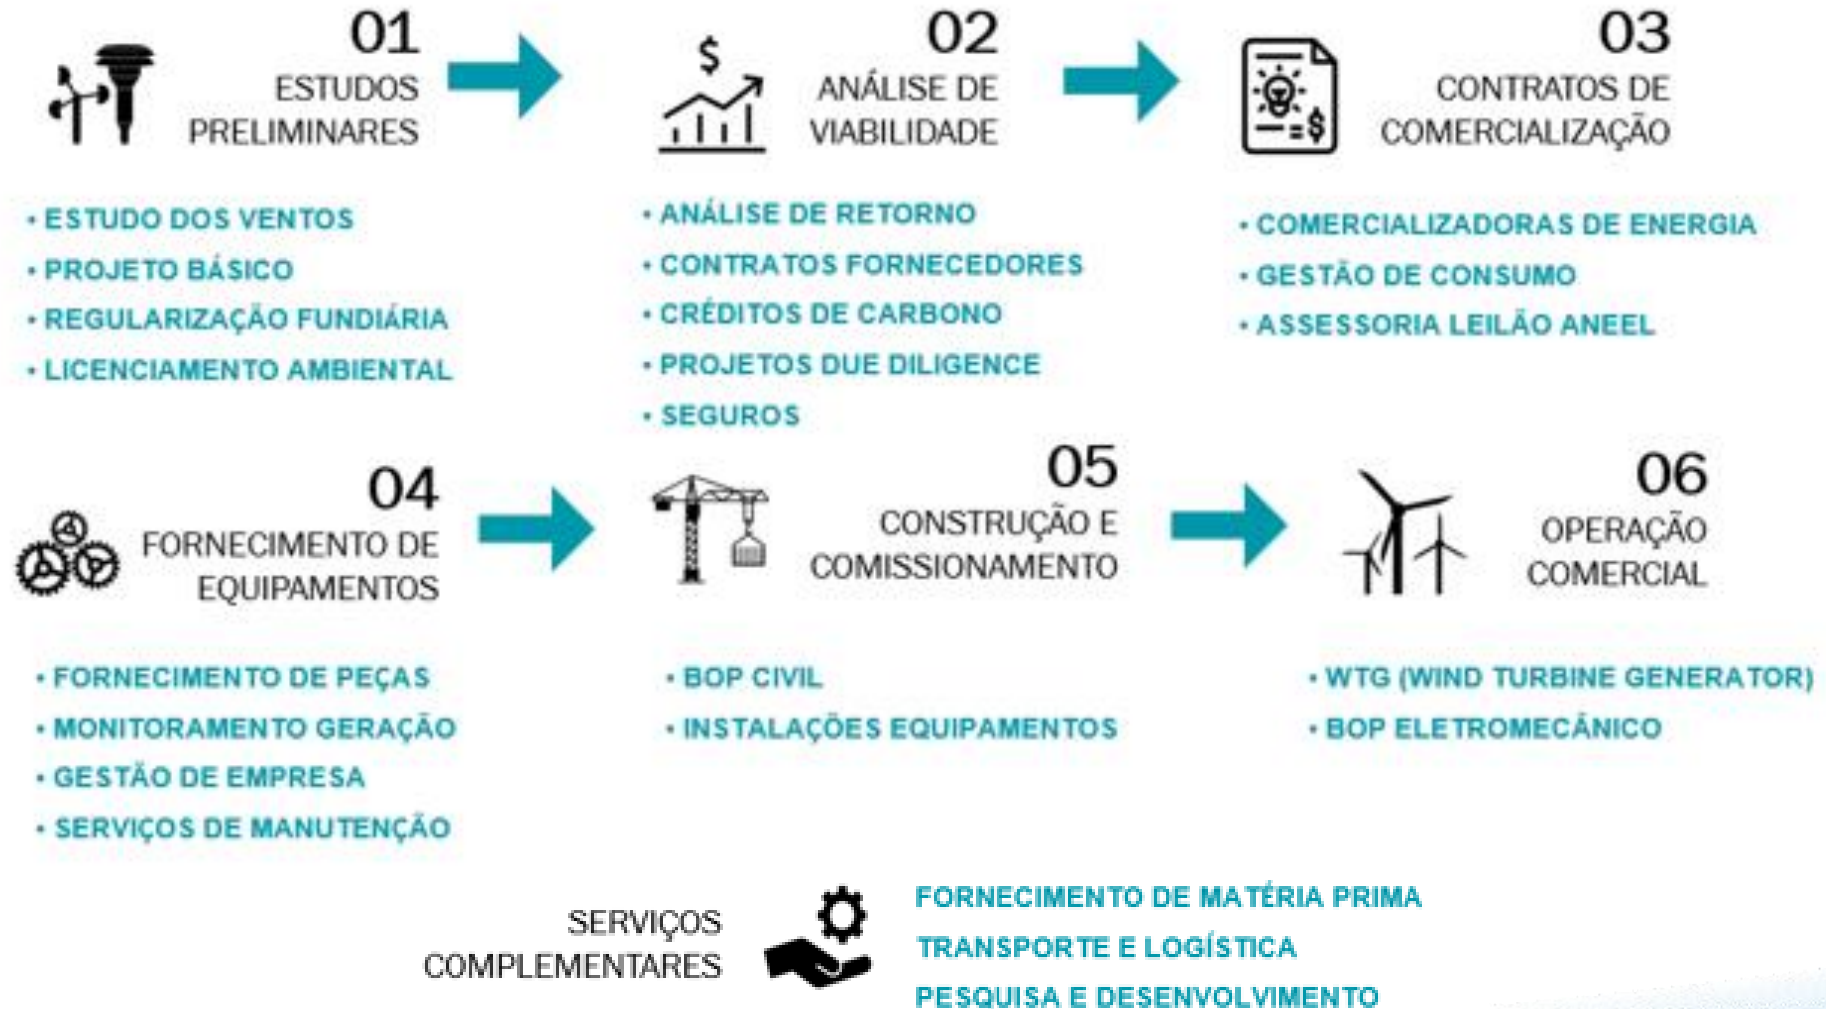 01
ESTUDOS
PRELIMINARES
• ESTUDO DOS VENTOS
• PROJETO BÁSICO
• REGULARIZAÇÃO FUNDIÁRIA
• LICENCIAMENTO AMBIENTAL
$
02
ANÁLISE DE
VIABILIDADE
• ANÁLISE DE RETORNO
• CONTRATOS FORNECEDORES
• CRÉDITOS DE CARBONO
• PROJETOS DUE DILIGENCE
• SEGUROS
=$
03
CONTRATOS DE
COMERCIALIZAÇÃO
• COMERCIALIZADORAS DE ENERGIA
• GESTÃO DE CONSUMO
• ASSESSORIA LEILÃO ANEEL
04
FORNECIMENTO DE
EQUIPAMENTOS
• FORNECIMENTO DE PEÇAS
• MONITORAMENTO GERAÇÃO
• GESTÃO DE EMPRESA
• SERVIÇOS DE MANUTENÇÃO
05
CONSTRUÇÃO E
COMISSIONAMENTO
• BOP CIVIL
• INSTALAÇÕES EQUIPAMENTOS
06
OPERAÇÃO
COMERCIAL
• WTG (WIND TURBINE GENERATOR)
• BOP ELETROMECÂNICO
SERVIÇOS
COMPLEMENTARES
FORNECIMENTO DE MATÉRIA PRIMA
TRANSPORTE E LOGÍSTICA
PESQUISA E DESENVOLVIMENTO